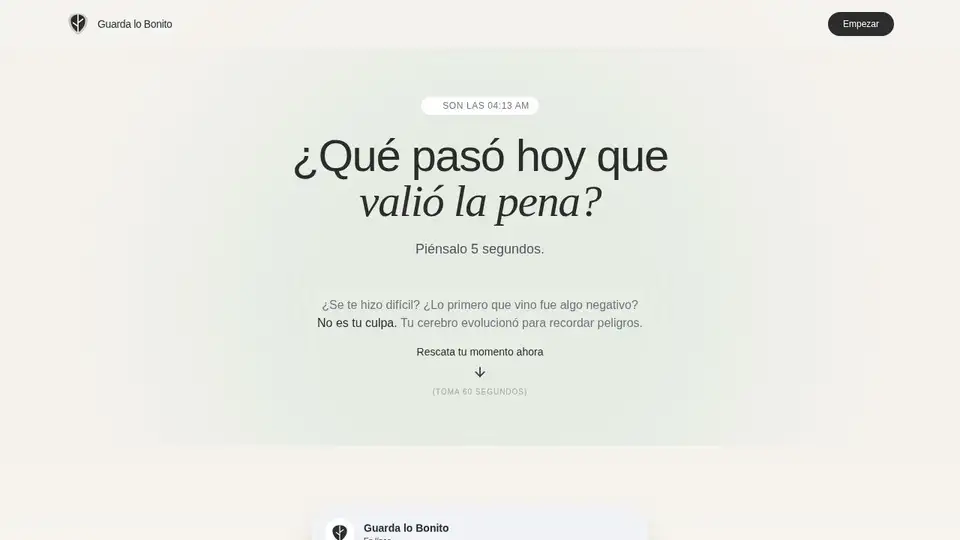 Guarda lo Bonito
Empezar
SON LAS 04:13 AM
¿Qué pasó hoy que
valió la pena?
Piénsalo 5 segundos.
¿Se te hizo difícil? ¿Lo primero que vino fue algo negativo?
No es tu culpa. Tu cerebro evolucionó para recordar peligros.
Rescata tu momento ahora
(TOMA 60 SEGUNDOS)
Guarda lo Bonito